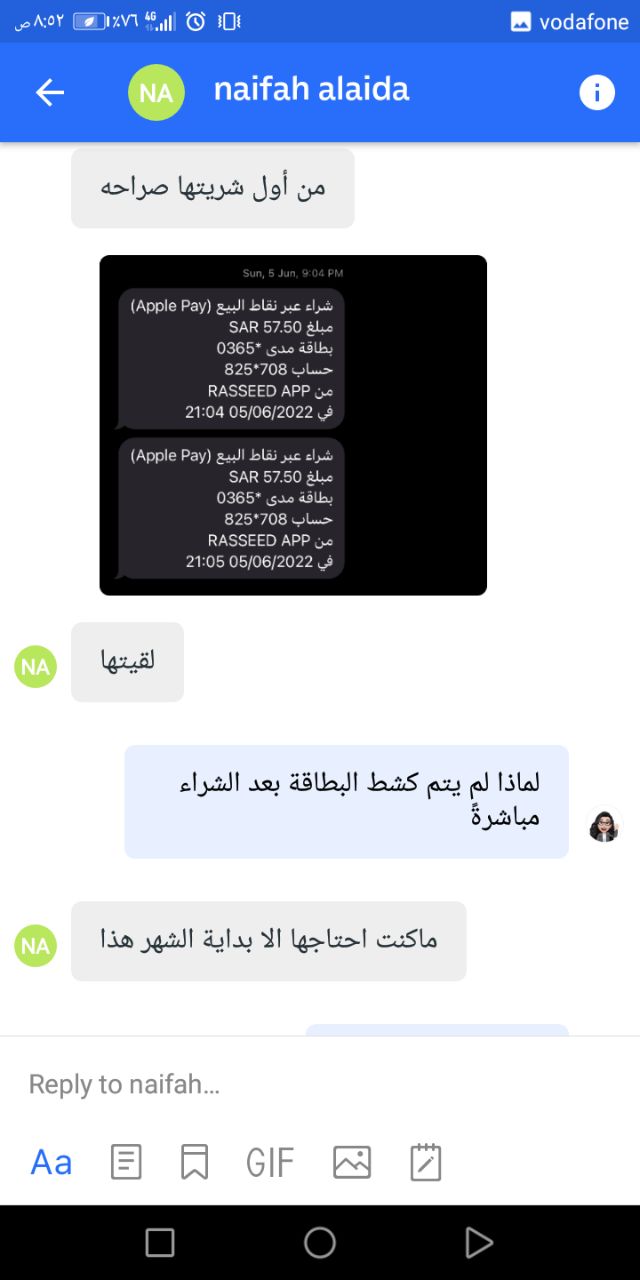 ٨:٥٢ ص
٪٧٦
4G
vodafone
NA
naifah alaida
من أول شريتها صراحه
Sun, 5 Jun, 9:04 PM
شراء عبر نقاط البيع (Apple Pay)
مبلغ SAR 57.50
بطاقة مدى *0365
حساب 708*825
من RASSEED APP
في 05/06/2022 21:04
شراء عبر نقاط البيع (Apple Pay)
مبلغ SAR 57.50
بطاقة مدى *0365
حساب 708*825
من RASSEED APP
في 05/06/2022 21:05
NA
لقيتها
لماذا لم يتم كشط البطاقة بعد الشراء
مباشرةً
NA
ماكنت احتاجها الا بداية الشهر هذا
Reply to naifah...
Aa
GIF